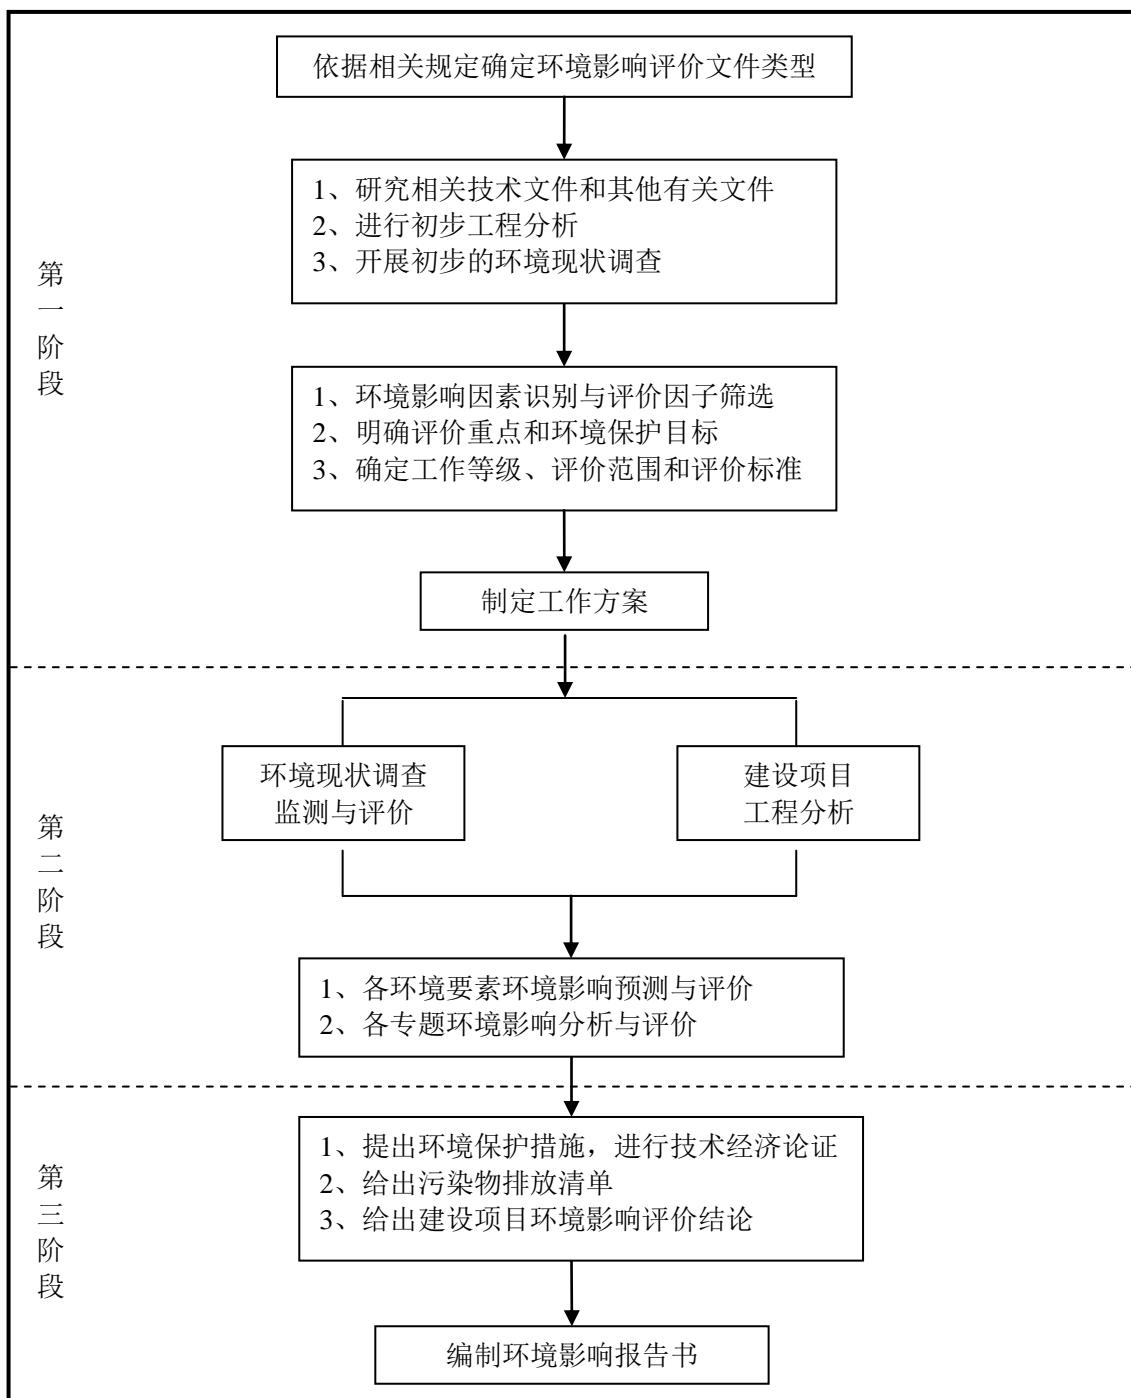 依据相关规定确定环境影响评价文件类型
1、研究相关技术文件和其他有关文件
2、进行初步工程分析
3、开展初步的环境现状调查
第
一
阶
段
1、环境影响因素识别与评价因子筛选
2、明确评价重点和环境保护目标
3、确定工作等级、评价范围和评价标准
制定工作方案
环境现状调查
监测与评价
建设项目
工程分析
第
二
阶
段
1、各环境要素环境影响预测与评价
2、各专题环境影响分析与评价
第
三
阶
段
1、提出环境保护措施，进行技术经济论证
2、给出污染物排放清单
3、给出建设项目环境影响评价结论
编制环境影响报告书